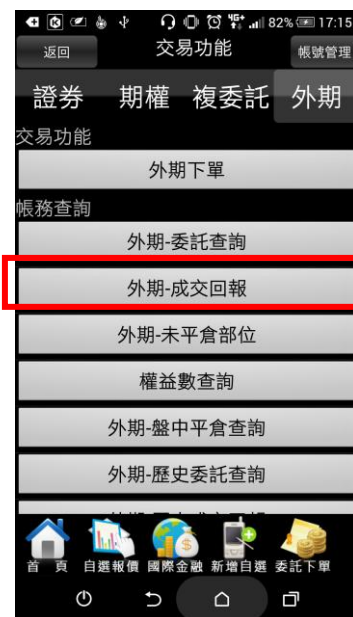 4G+ 82% 17:15
返回 交易功能 帳號管理
證券 期權 複委託 外期
交易功能
外期下單
帳務查詢
外期-委託查詢
外期-成交回報
外期-未平倉部位
權益數查詢
外期-盤中平倉查詢
外期-歷史委託查詢
首 頁 自選報價 國際金融 新增自選 委託下單